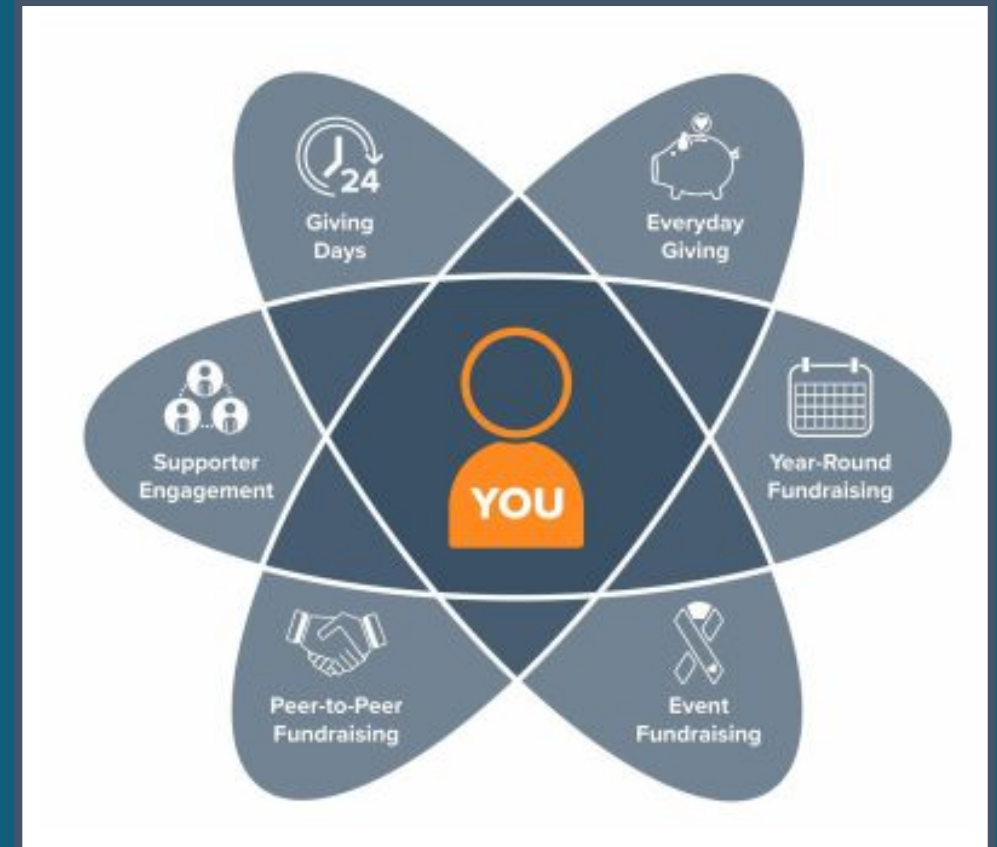 24
Giving
Days
Everyday
Giving
Supporter
Engagement
YOU
Year-Round
Fundraising
Peer-to-Peer
Fundraising
Event
Fundraising